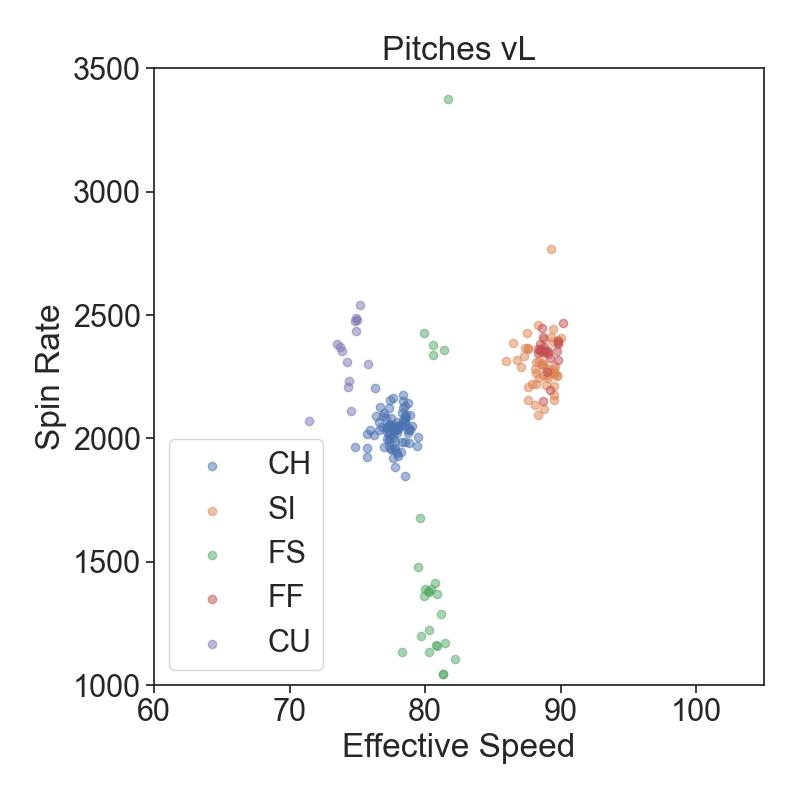 Pitches vL
3500
3000
2500
2000
1500
1000
Spin Rate
CH
SI
FS
FF
CU
60 70 80 90 100
Effective Speed